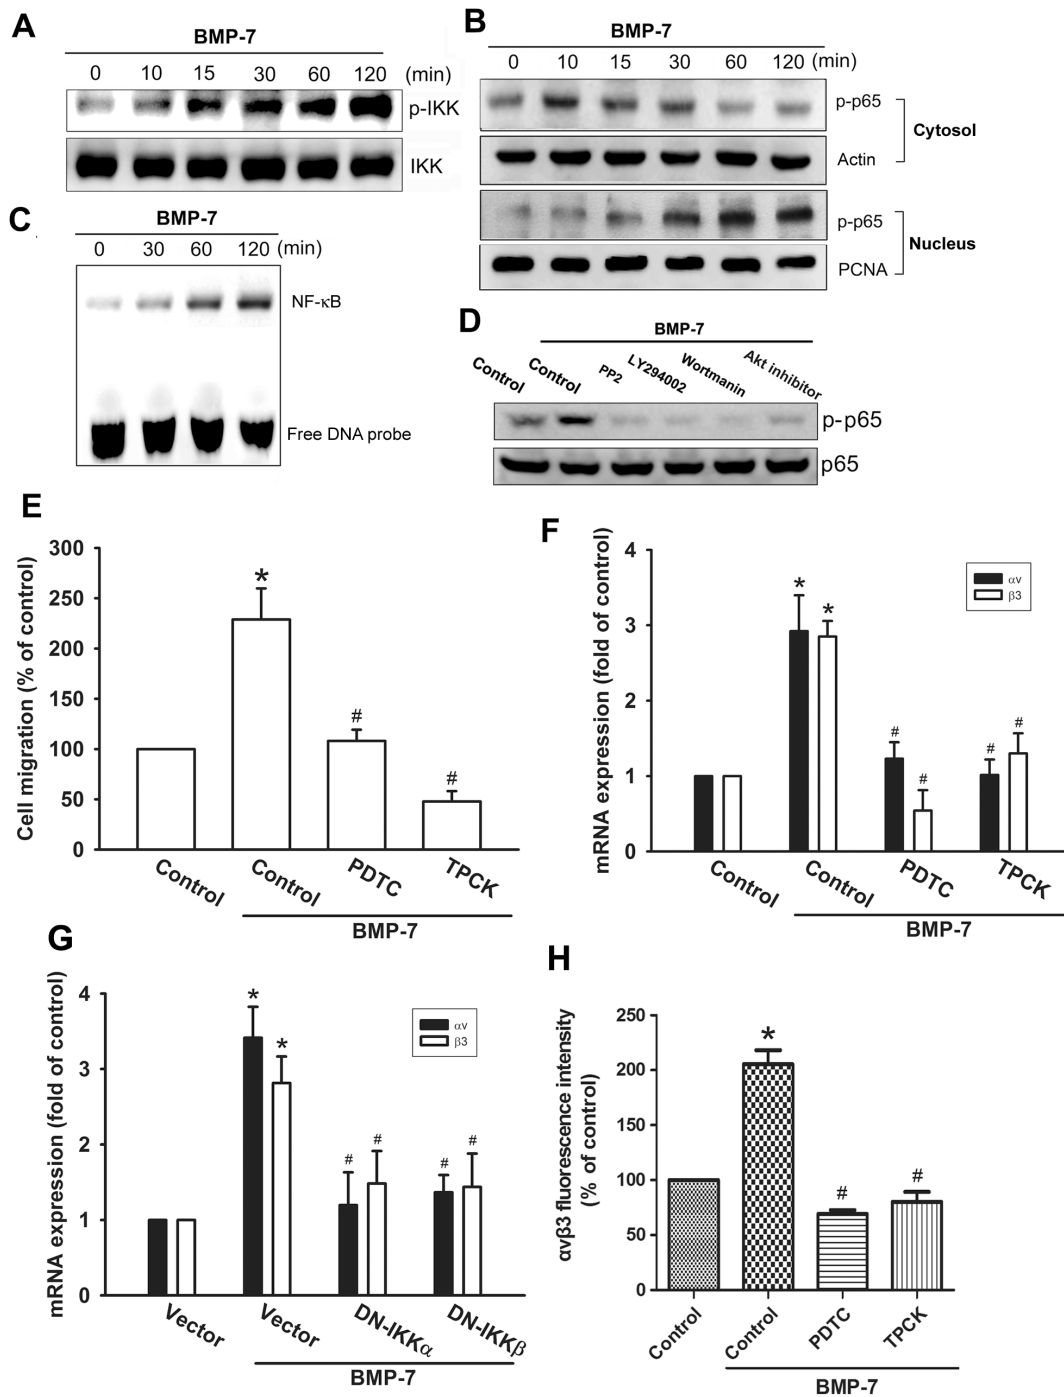 A
BMP-7
0 10 15 30 60 120 (min)
p-IKK
IKK
B
BMP-7
0 10 15 30 60 120 (min)
p-p65
Cytosol
Actin
p-p65
Nucleus
PCNA
C
BMP-7
0 30 60 120 (min)
NF-κB
Free DNA probe
D
BMP-7
Control Control PP2 LY294002 Wortmanin Akt inhibitor
p-p65
p65
E
Cell migration (% of control)
300
250
200
150
100
50
0
*
#
#
Control Control PDTC TPCK
BMP-7
F
mRNA expression (fold of control)
4
3
2
1
0
αv
β3
* *
# #
# #
Control Control PDTC TPCK
BMP-7
G
mRNA expression (fold of control)
4
3
2
1
0
αv
β3
* *
# #
# #
Vector Vector DN-IKKα DN-IKKβ
BMP-7
H
αvβ3 fluorescence intensity
(% of control)
250
200
150
100
50
0
*
#
#
Control Control PDTC TPCK
BMP-7